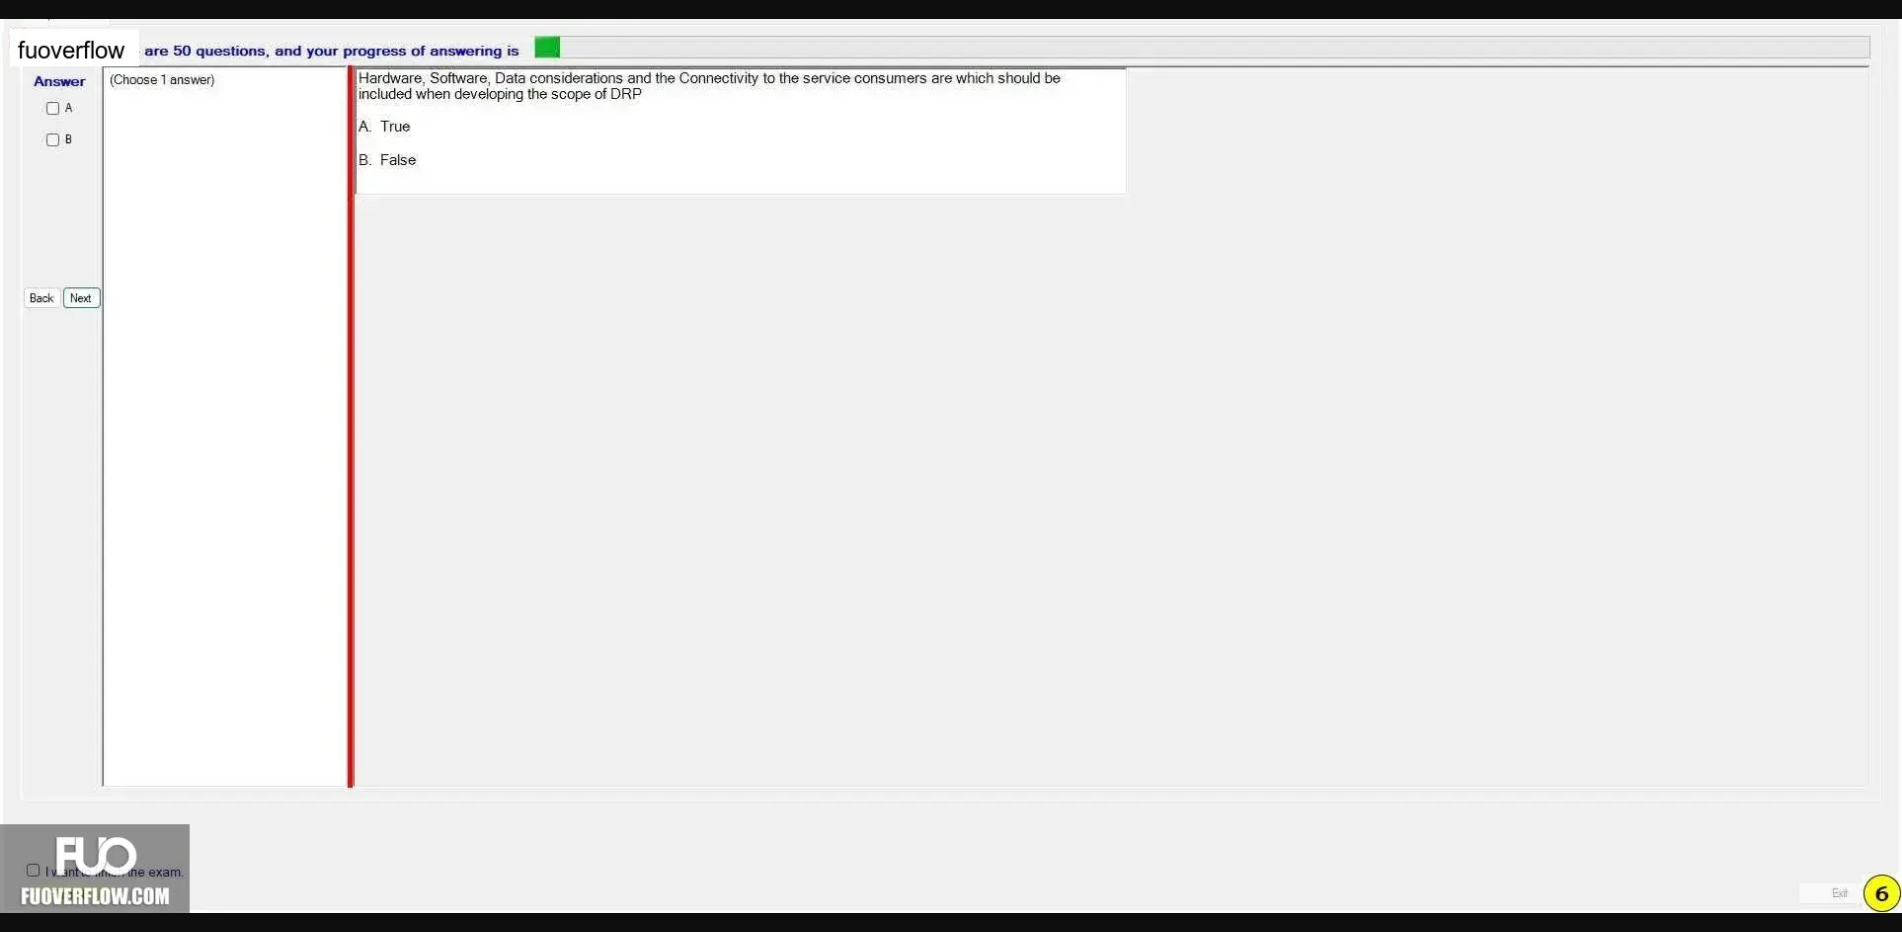 fuoverflow are 50 questions, and your progress of answering is
Answer
A
B
Back Next
(Choose 1 answer)
Hardware, Software, Data considerations and the Connectivity to the service consumers are which should be
included when developing the scope of DRP
A. True
B. False
FUO
I want the exam.
FUOVERFLOW.COM
Exit
6